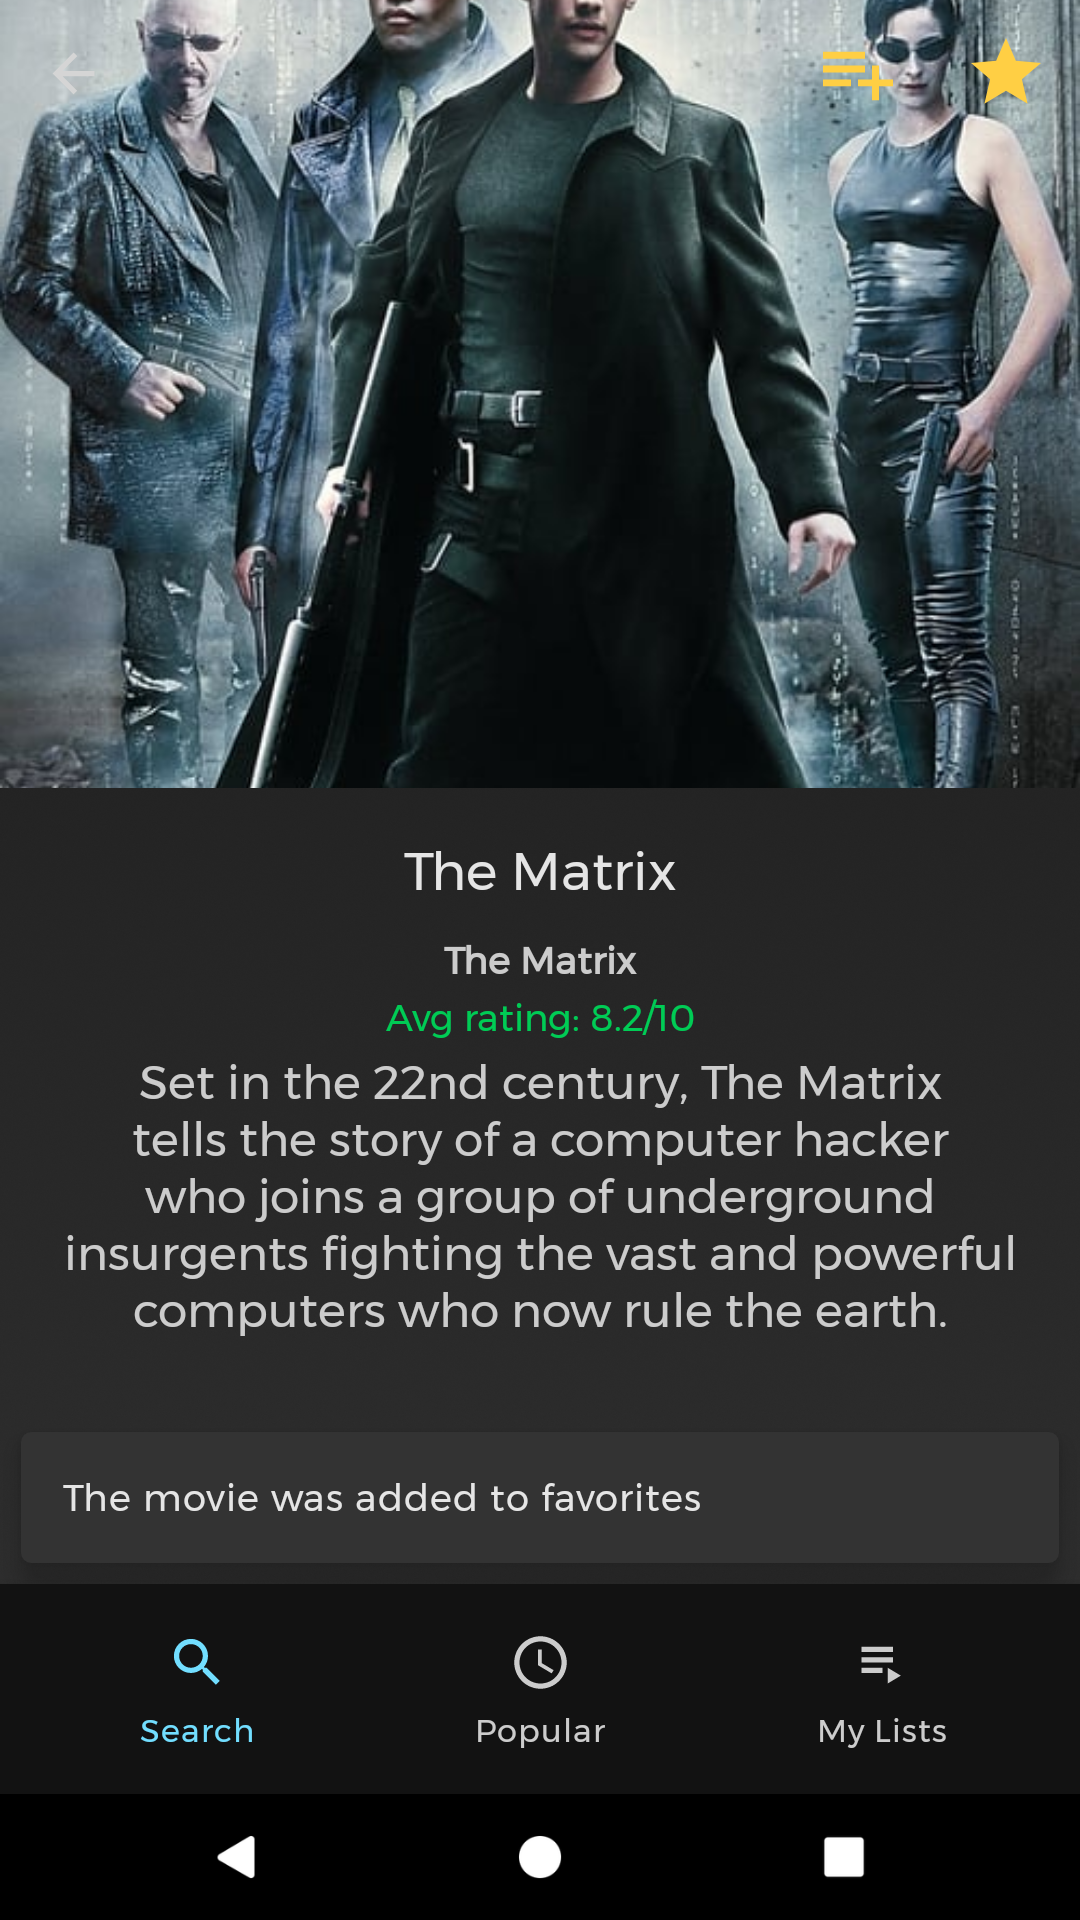 The Matrix
The Matrix
Avg rating: 8.2/10
Set in the 22nd century, The Matrix
tells the story of a computer hacker
who joins a group of underground
insurgents fighting the vast and powerful
computers who now rule the earth.
The movie was added to favorites
Search
Popular
My Lists